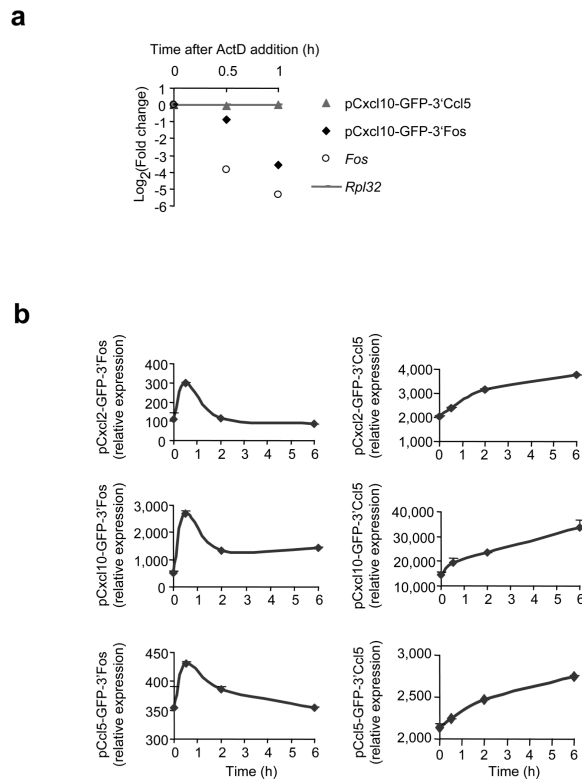 a
Time after ActD addition (h)
0 0.5 1
Log2(Fold change)
1
0
-1
-2
-3
-4
-5
-6
pCxcl10-GFP-3'Ccl5
pCxcl10-GFP-3'Fos
Fos
Rpl32
b
pCxcl2-GFP-3'Fos
(relative expression)
400
300
200
100
0
0 1 2 3 4 5 6
pCxcl2-GFP-3'Ccl5
(relative expression)
4,000
3,000
2,000
1,000
0 1 2 3 4 5 6
pCxcl10-GFP-3'Fos
(relative expression)
3,000
2,000
1,000
0
0 1 2 3 4 5 6
pCxcl10-GFP-3'Ccl5
(relative expression)
40,000
30,000
20,000
10,000
0 1 2 3 4 5 6
pCcl5-GFP-3'Fos
(relative expression)
450
400
350
300
0 1 2 3 4 5 6
Time (h)
pCcl5-GFP-3'Ccl5
(relative expression)
3,000
2,500
2,000
0 1 2 3 4 5 6
Time (h)